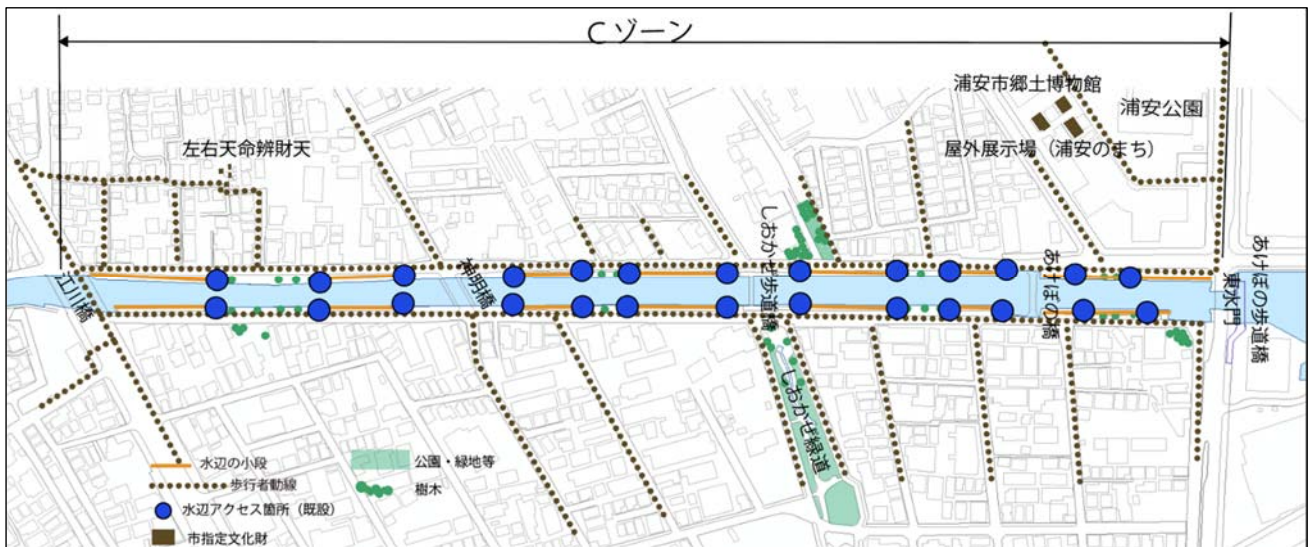 Cゾーン
浦安市郷土博物館
浦安公園
左右天命辨財天
屋外展示場（浦安のまち）
江川橋
神明橋
しおかぜ歩道橋
あけぼの橋
東水門
あけぼの歩道橋
しおかぜ緑道
水辺の小段
公園・緑地等
歩行者動線
樹木
水辺アクセス箇所（既設）
市指定文化財